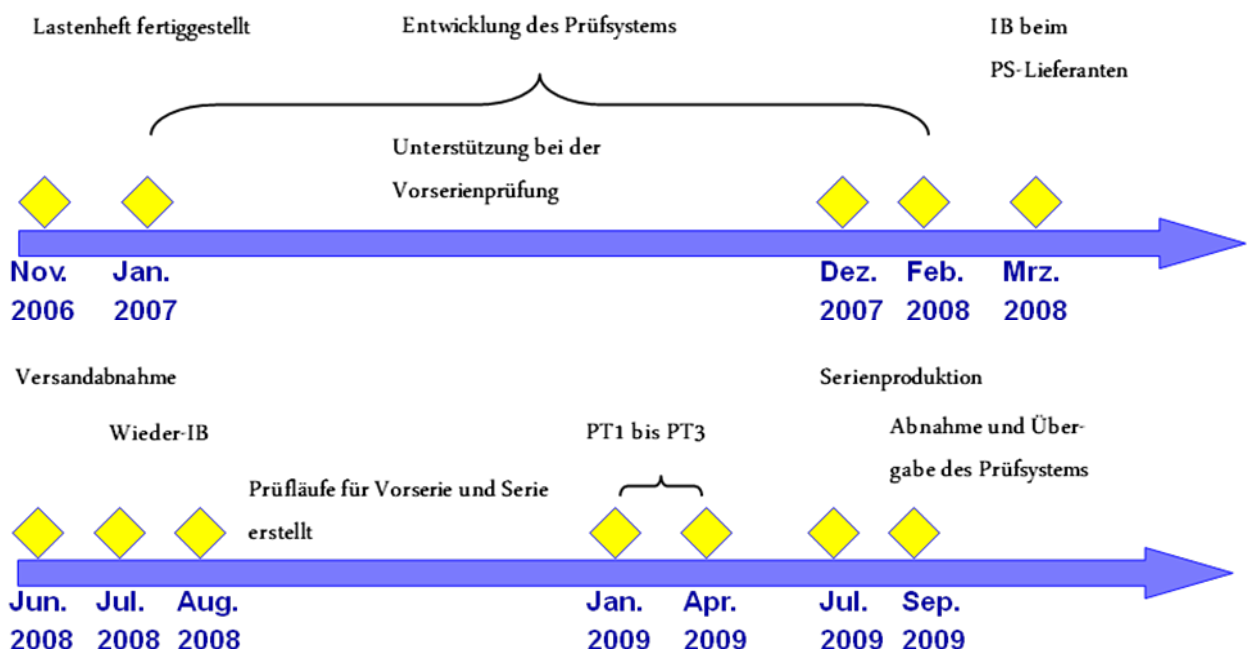 Lastenheft fertiggestellt
Entwicklung des Prüfsystems
IB beim
PS-Lieferanten
Unterstützung bei der
Vorserienprüfung
Nov. Jan. Dez. Feb. Mrz.
2006 2007 2007 2008 2008
Versandabnahme
Wieder-IB
Prüfläufe für Vorserie und Serie
erstellt
PT1 bis PT3
Serienproduktion
Abnahme und Über-
gabe des Prüfsystems
Jun. Jul. Aug. Jan. Apr. Jul. Sep.
2008 2008 2008 2009 2009 2009 2009